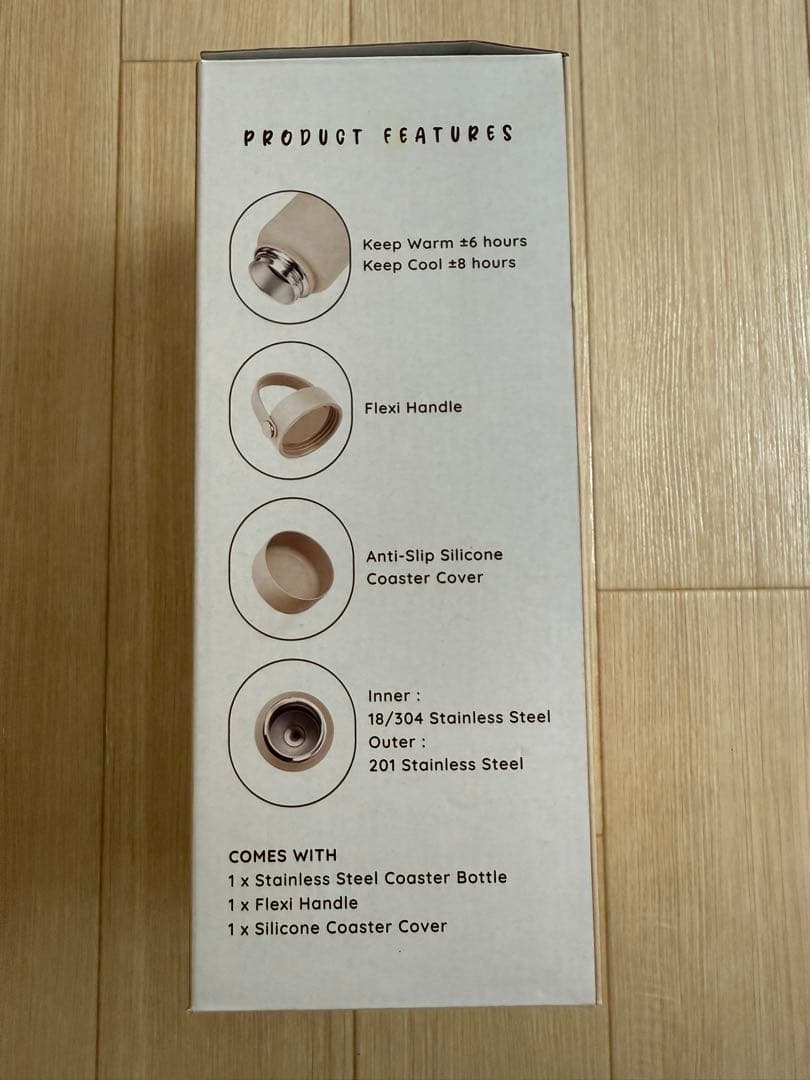 PRODUCT FEATURES
Keep Warm ±6 hours
Keep Cool ±8 hours
Flexi Handle
Anti-Slip Silicone
Coaster Cover
Inner :
18/304 Stainless Steel
Outer :
201 Stainless Steel
COMES WITH
1 x Stainless Steel Coaster Bottle
1 x Flexi Handle
1 x Silicone Coaster Cover